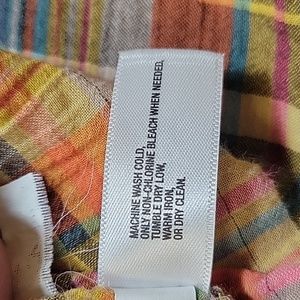 MACHINE WASH COLD,
ONLY NON-CHLORINE BLEACH WHEN NEEDED,
TUMBLE DRY LOW,
WARM IRON,
OR DRY CLEAN.